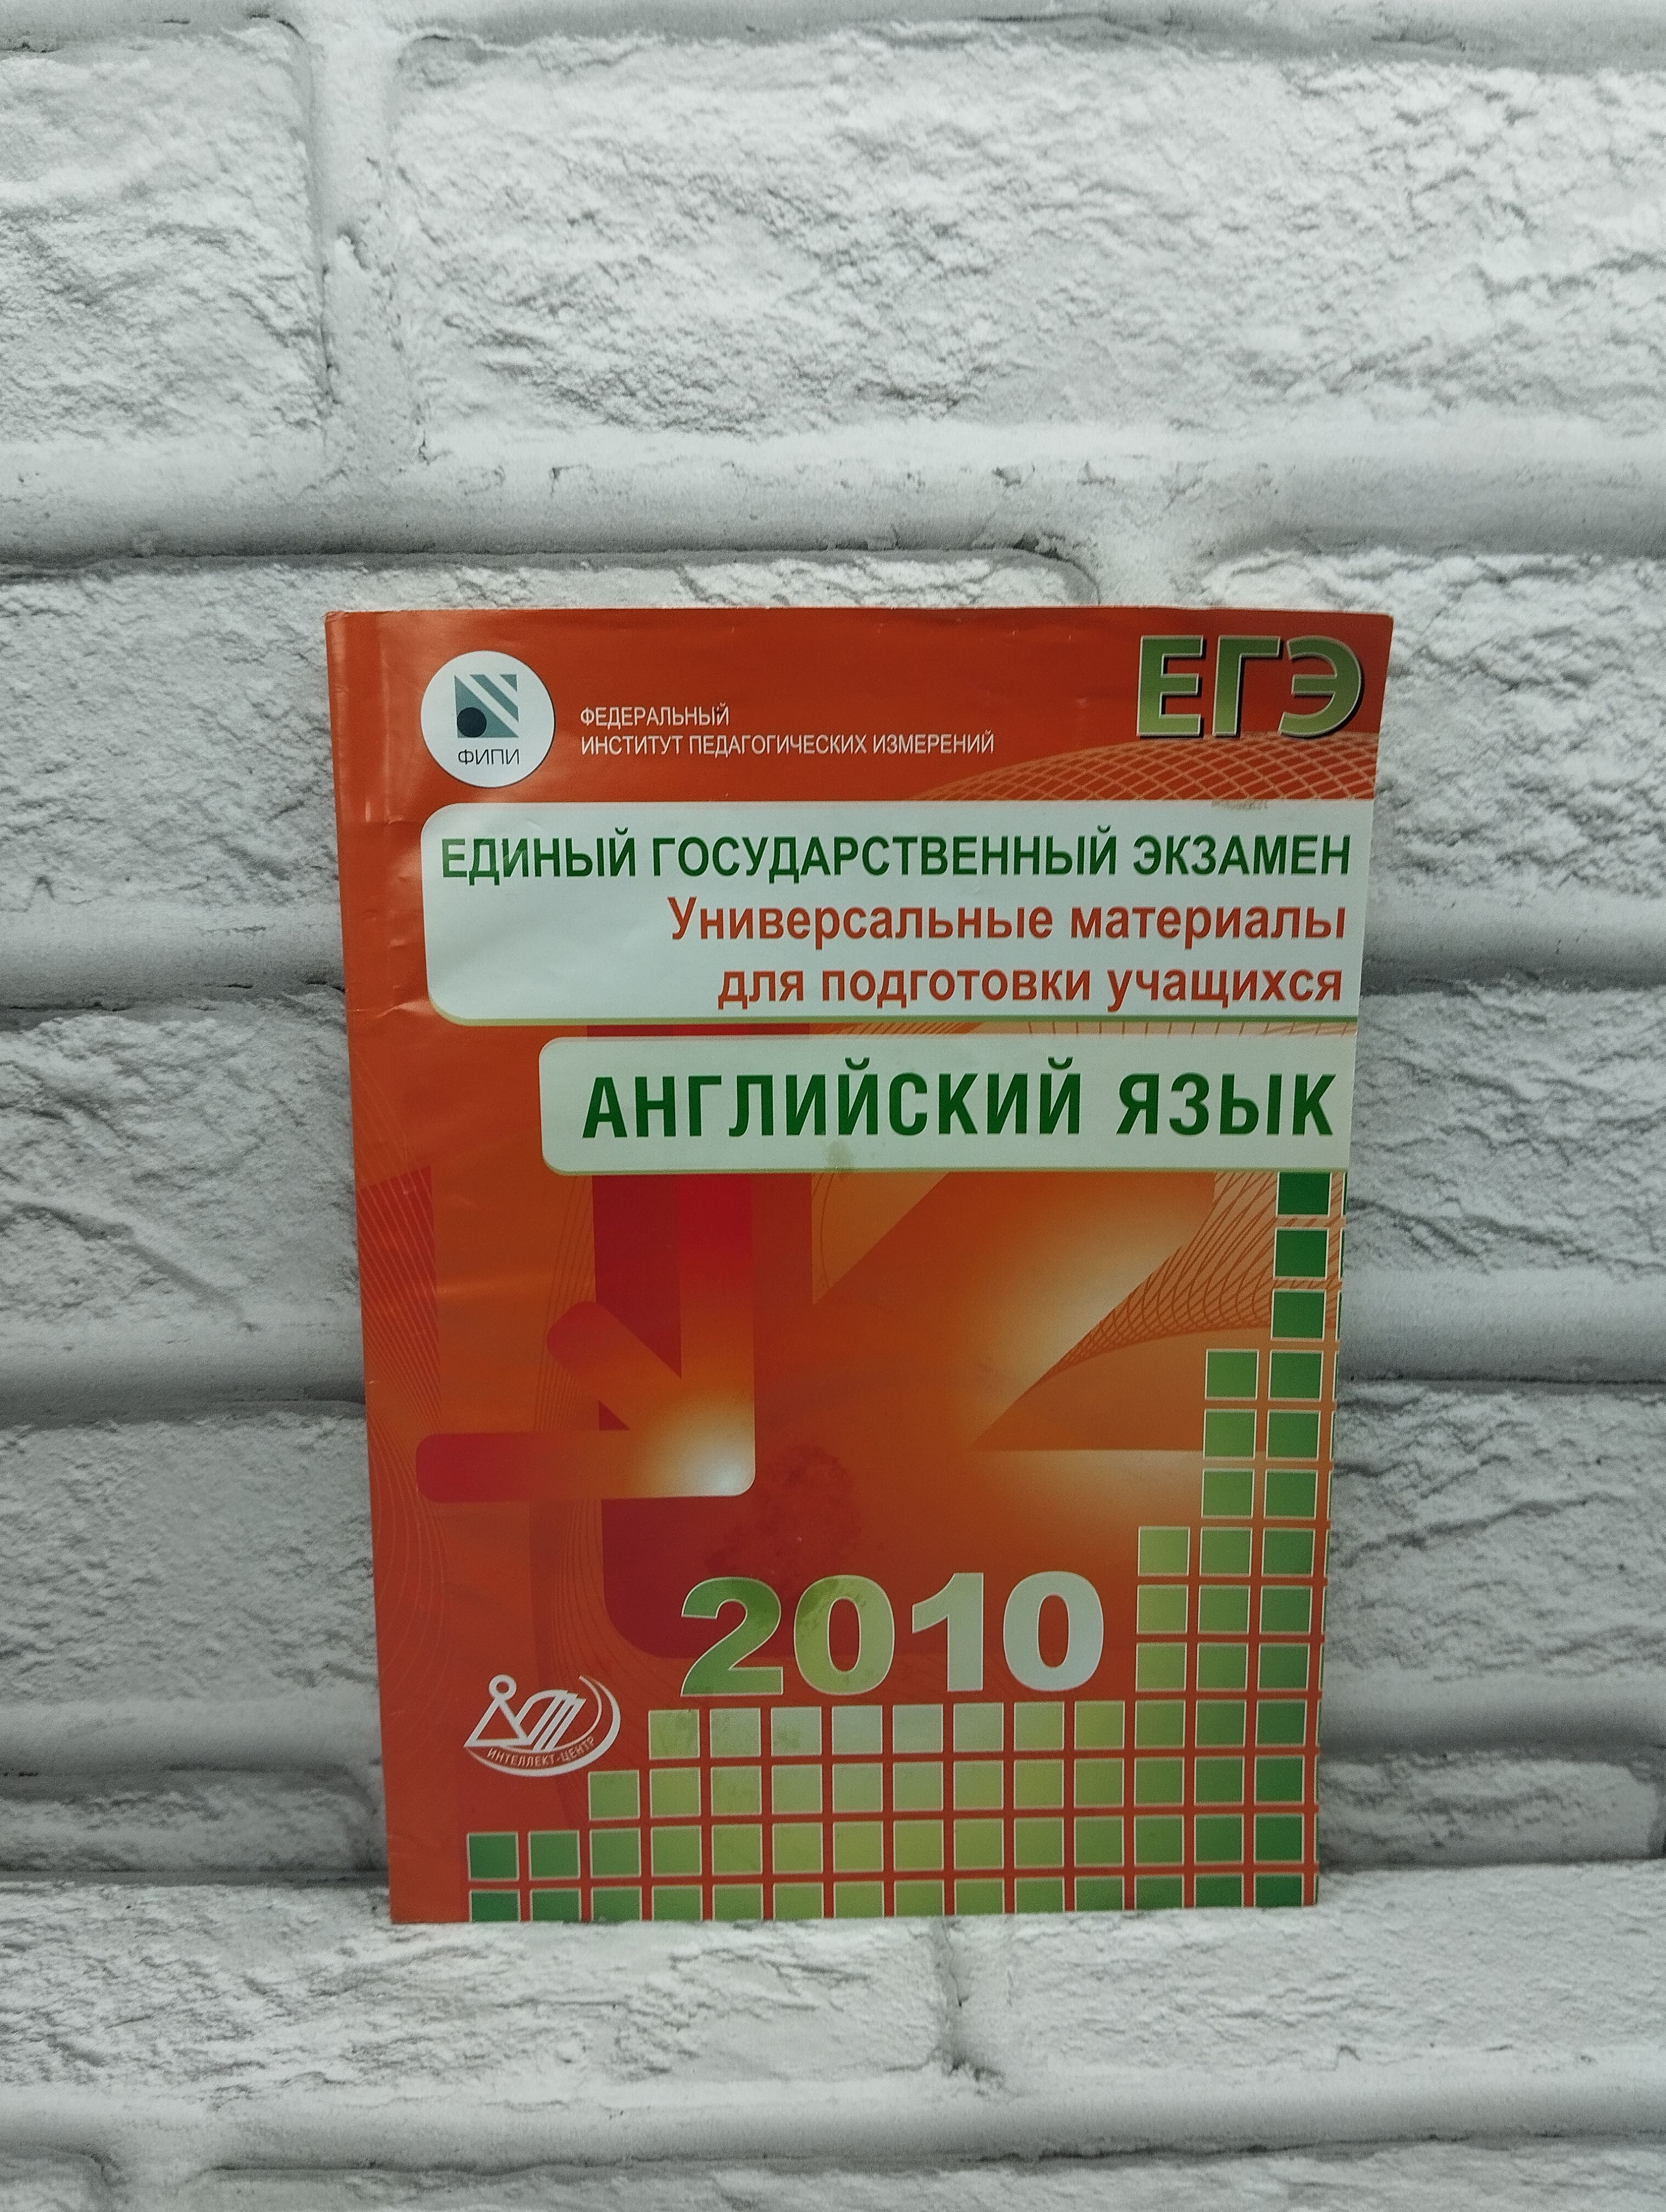 ЕГЭ
ФИПИ
ФЕДЕРАЛЬНЫЙ
ИНСТИТУТ ПЕДАГОГИЧЕСКИХ ИЗМЕРЕНИЙ
ЕДИНЫЙ ГОСУДАРСТВЕННЫЙ ЭКЗАМЕН
Универсальные материалы
для подготовки учащихся
АНГЛИЙСКИЙ ЯЗЫК
2010
ИНТЕЛЛЕКТ-ЦЕНТР